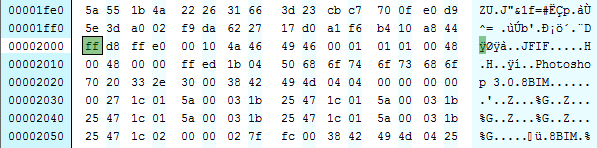 00001fe0 5a 55 1b 4a 22 26 31 66 3d 23 cb c7 70 0f e0 d9 ZU.J"&1f=#ËÇp.àÙ
00001ff0 5e 3d a0 02 f9 da 62 27 17 d0 a1 f6 b4 10 a8 44 ^= .ùÚb'.Ð¡ö´.¨D
00002000 ff d8 ff e0 00 10 4a 46 49 46 00 01 01 01 00 48 ÿØÿà..JFIF.....H
00002010 00 48 00 00 ff ed 1b 04 50 68 6f 74 6f 73 68 6f .H..ÿí..Photosho
00002020 70 20 33 2e 30 00 38 42 49 4d 04 04 00 00 00 00 p 3.0.8BIM......
00002030 00 27 1c 01 5a 00 03 1b 25 47 1c 01 5a 00 03 1b .'..Z...%G..Z...
00002040 25 47 1c 01 5a 00 03 1b 25 47 1c 01 5a 00 03 1b %G..Z...%G..Z...
00002050 25 47 1c 02 00 00 02 7f fc 00 38 42 49 4d 04 25 %G.....▯ü.8BIM.%